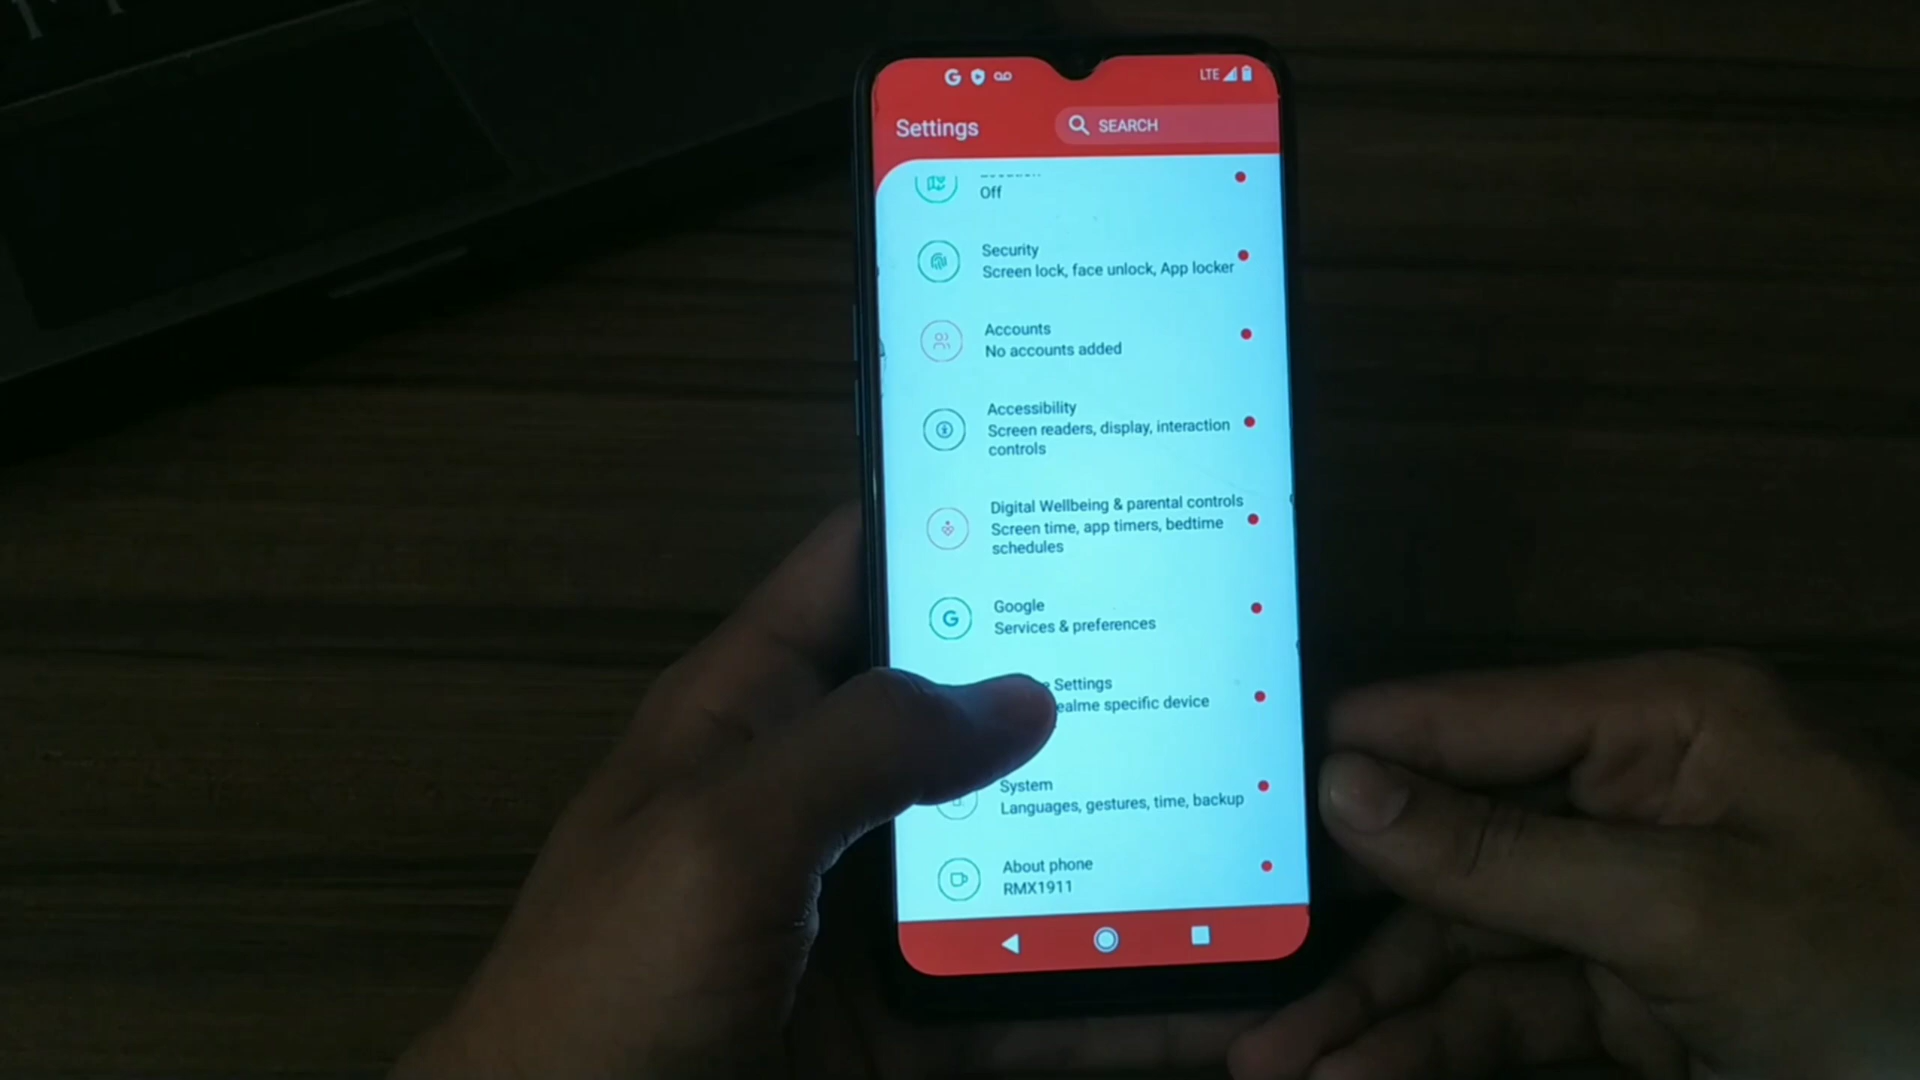 G LTE
Settings SEARCH
Off
Security
Screen lock, face unlock, App locker
Accounts
No accounts added
Accessibility
Screen readers, display, interaction
controls
Digital Wellbeing & parental controls
Screen time, app timers, bedtime
schedules
G
Google
Services & preferences
Settings
ealme specific device
System
Languages, gestures, time, backup
About phone
RMX1911